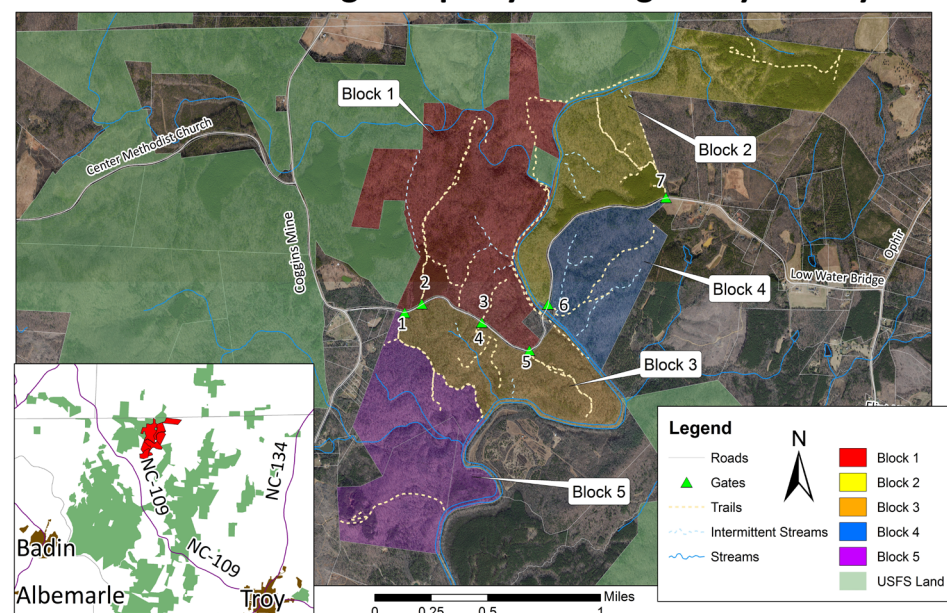 Block 1
Center Methodist Church
Block 2
7
Coggins Mine
Ophir
Low Water Bridge
Block 4
2
3
6
1
4
5
Block 3
Block 5
NC-109
NC-134
NC-109
Badin
Albemarle
Troy
Legend
Roads
Gates
Trails
Intermittent Streams
Streams
N
Block 1
Block 2
Block 3
Block 4
Block 5
USFS Land
Miles
0 0.25 0.5 1